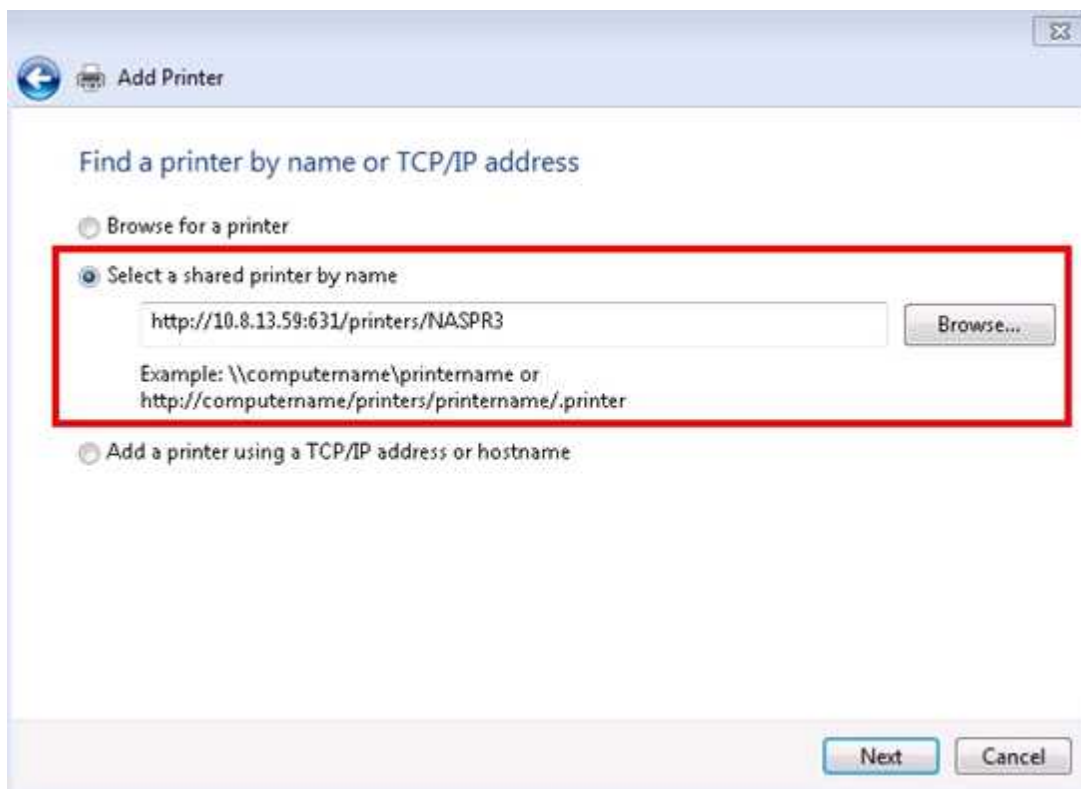 Add Printer
Find a printer by name or TCP/IP address
Browse for a printer
Select a shared printer by name
http://10.8.13.59:631/printers/NASPR3
Browse...
Example: \\computername\printername or
http://computername/printers/printername/.printer
Add a printer using a TCP/IP address or hostname
Next
Cancel